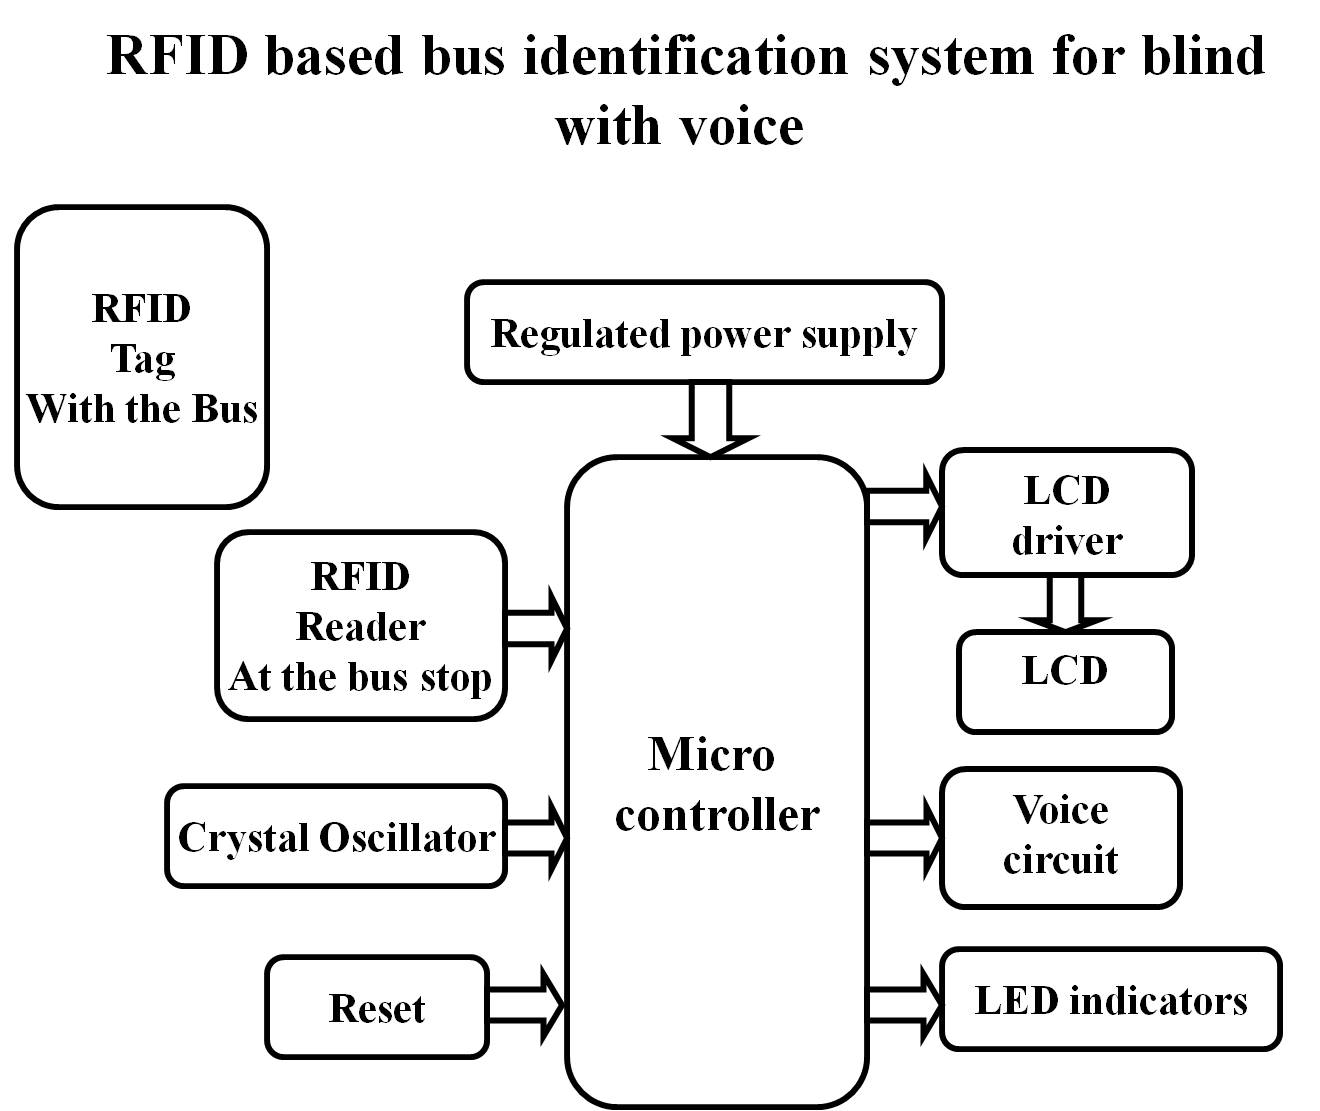 RFID based bus identification system for blind
with voice
RFID
Tag
With the Bus
Regulated power supply
LCD
driver
RFID
Reader
At the bus stop
LCD
Micro
controller
Crystal Oscillator
Voice
circuit
Reset
LED indicators